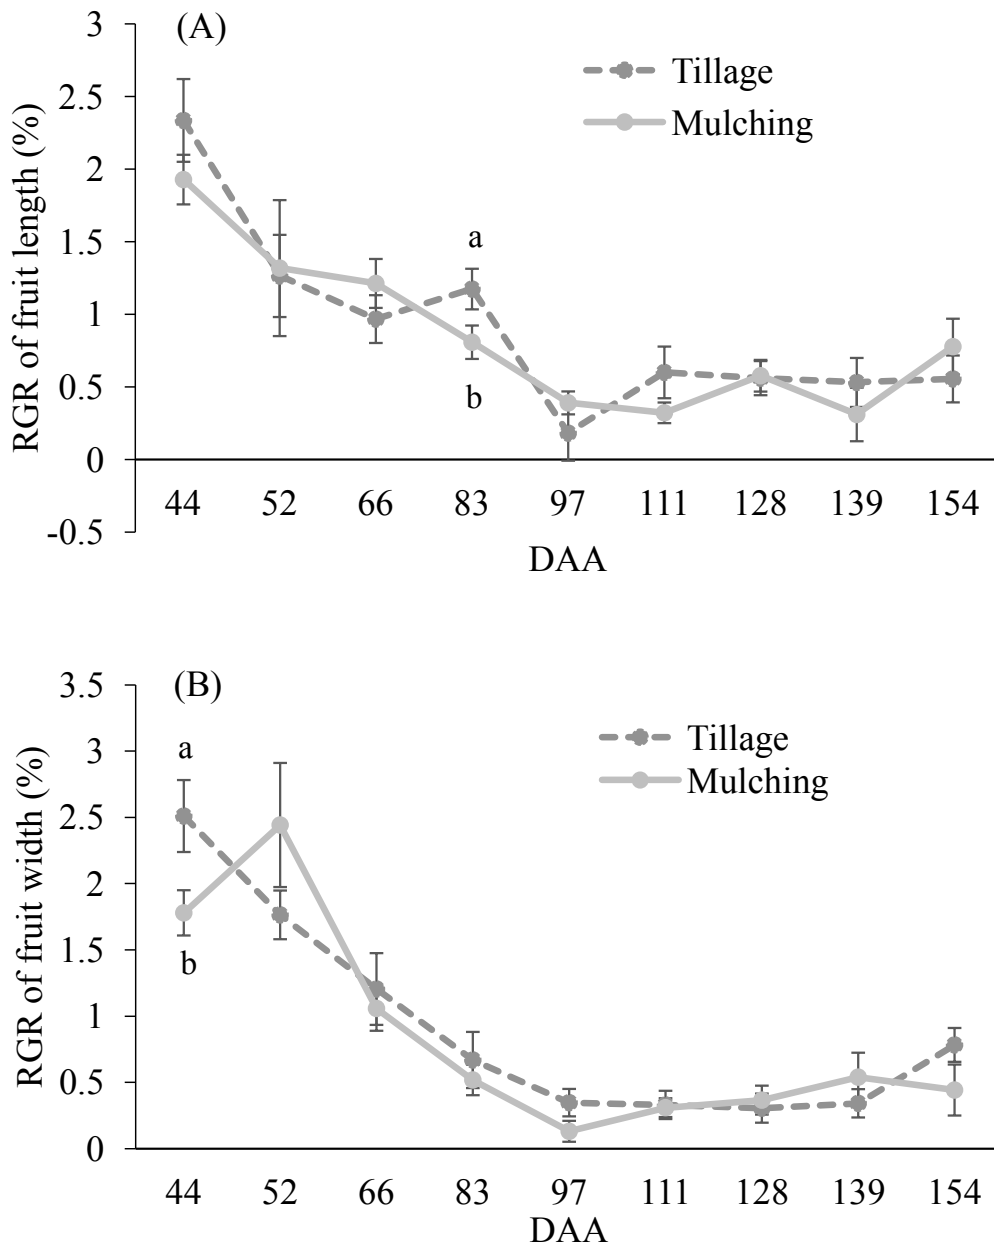 (A)
RGR of fruit length (%)
3
2.5
2
1.5
1
0.5
0
-0.5
Tillage
Mulching
a
b
44 52 66 83 97 111 128 139 154
DAA
(B)
RGR of fruit width (%)
3.5
3
2.5
2
1.5
1
0.5
0
a
b
Tillage
Mulching
44 52 66 83 97 111 128 139 154
DAA